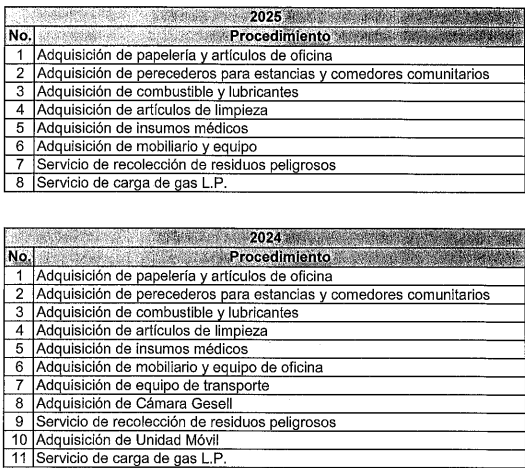 2025
No. Procedimiento
1 Adquisición de papelería y artículos de oficina
2 Adquisición de perecederos para estancias y comedores comunitarios
3 Adquisición de combustible y lubricantes
4 Adquisición de artículos de limpieza
5 Adquisición de insumos médicos
6 Adquisición de mobiliario y equipo
7 Servicio de recolección de residuos peligrosos
8 Servicio de carga de gas L.P.
2024
No. Procedimiento
1 Adquisición de papelería y artículos de oficina
2 Adquisición de perecederos para estancias y comedores comunitarios
3 Adquisición de combustible y lubricantes
4 Adquisición de artículos de limpieza
5 Adquisición de insumos médicos
6 Adquisición de mobiliario y equipo de oficina
7 Adquisición de equipo de transporte
8 Adquisición de Cámara Gesell
9 Servicio de recolección de residuos peligrosos
10 Adquisición de Unidad Móvil
11 Servicio de carga de gas L.P.